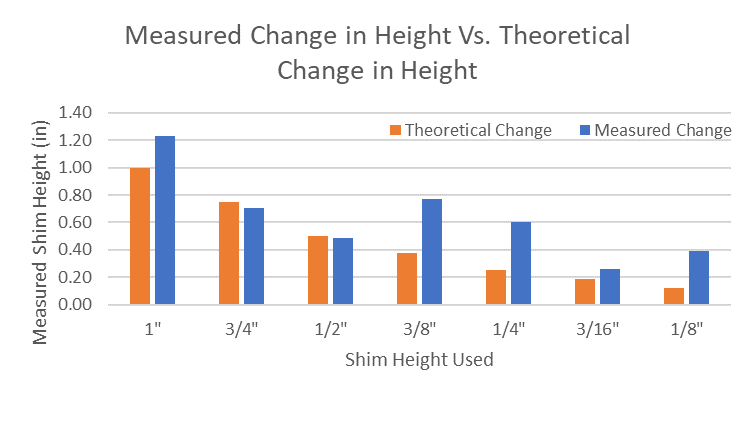 Measured Change in Height Vs. Theoretical
Change in Height
Measured Shim Height (in)
1.40
1.20
1.00
0.80
0.60
0.40
0.20
0.00
Theoretical Change
Measured Change
1"
3/4"
1/2"
3/8"
1/4"
3/16"
1/8"
Shim Height Used